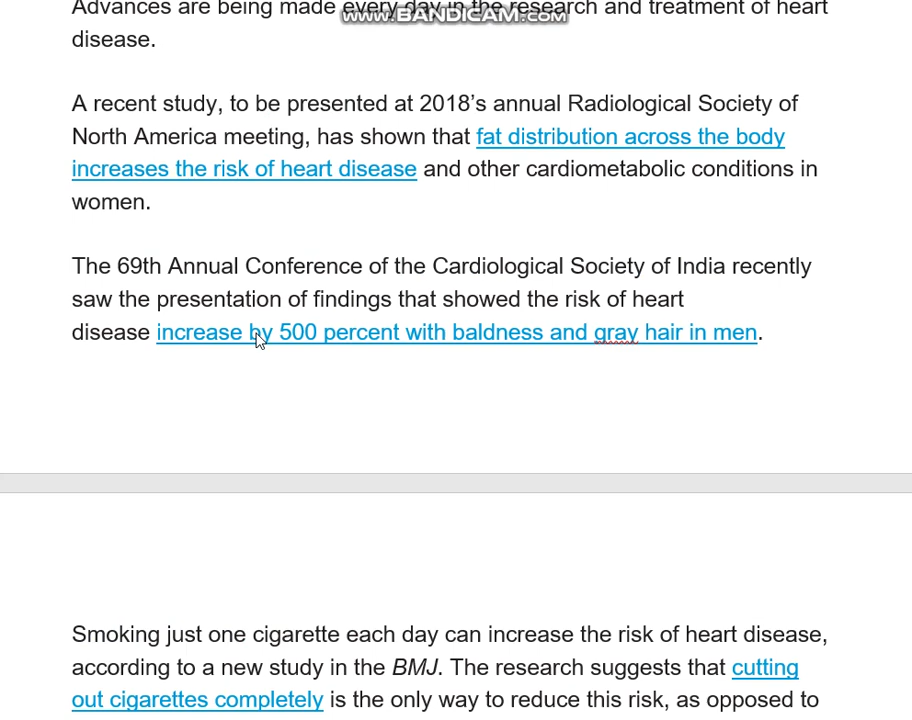 Advances are being made every day in the research and treatment of heart
www.BANDICAM.com
disease.
A recent study, to be presented at 2018’s annual Radiological Society of
North America meeting, has shown that fat distribution across the body
increases the risk of heart disease and other cardiometabolic conditions in
women.
The 69th Annual Conference of the Cardiological Society of India recently
saw the presentation of findings that showed the risk of heart
disease increase by 500 percent with baldness and gray hair in men.
Smoking just one cigarette each day can increase the risk of heart disease,
according to a new study in the BMJ. The research suggests that cutting
out cigarettes completely is the only way to reduce this risk, as opposed to